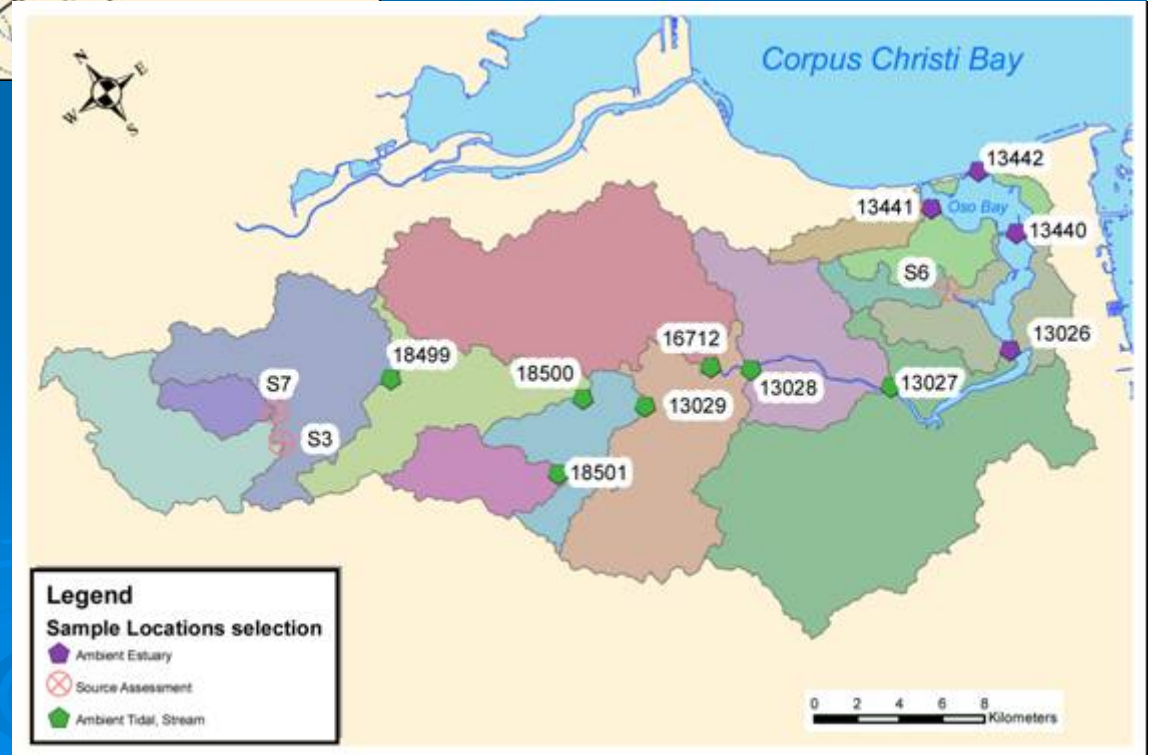 N
E
W
S
Corpus Christi Bay
13442
13441
Oso Bay
13440
S6
13026
16712
18499
18500
13028
13027
S7
13029
S3
18501
Legend
Sample Locations selection
Ambient Estuary
Source Assessment
Ambient Tidal, Stream
0 2 4 6 8
Kilometers